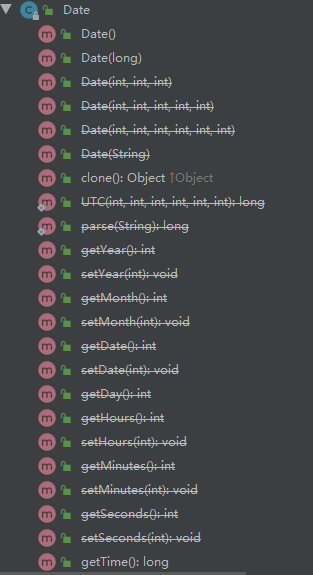 Date
Date()
Date(long)
Date(int, int, int)
Date(int, int, int, int, int)
Date(int, int, int, int, int, int)
Date(String)
clone(): Object ↑Object
UTC(int, int, int, int, int, int): long
parse(String): long
getYear(): int
setYear(int): void
getMonth(): int
setMonth(int): void
getDate(): int
setDate(int): void
getDay(): int
getHours(): int
setHours(int): void
getMinutes(): int
setMinutes(int): void
getSeconds(): int
setSeconds(int): void
getTime(): long